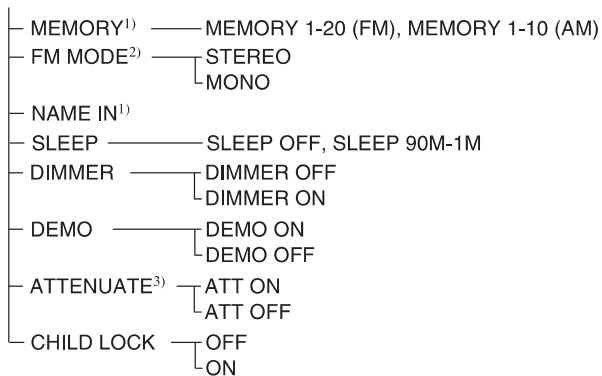 MEMORY1) MEMORY 1-20 (FM), MEMORY 1-10 (AM)
FM MODE2) STEREO
MONO
NAME IN1)
SLEEP SLEEP OFF, SLEEP 90M-1M
DIMMER DIMMER OFF
DIMMER ON
DEMO DEMO ON
DEMO OFF
ATTENUATE3) ATT ON
ATT OFF
CHILD LOCK OFF
ON